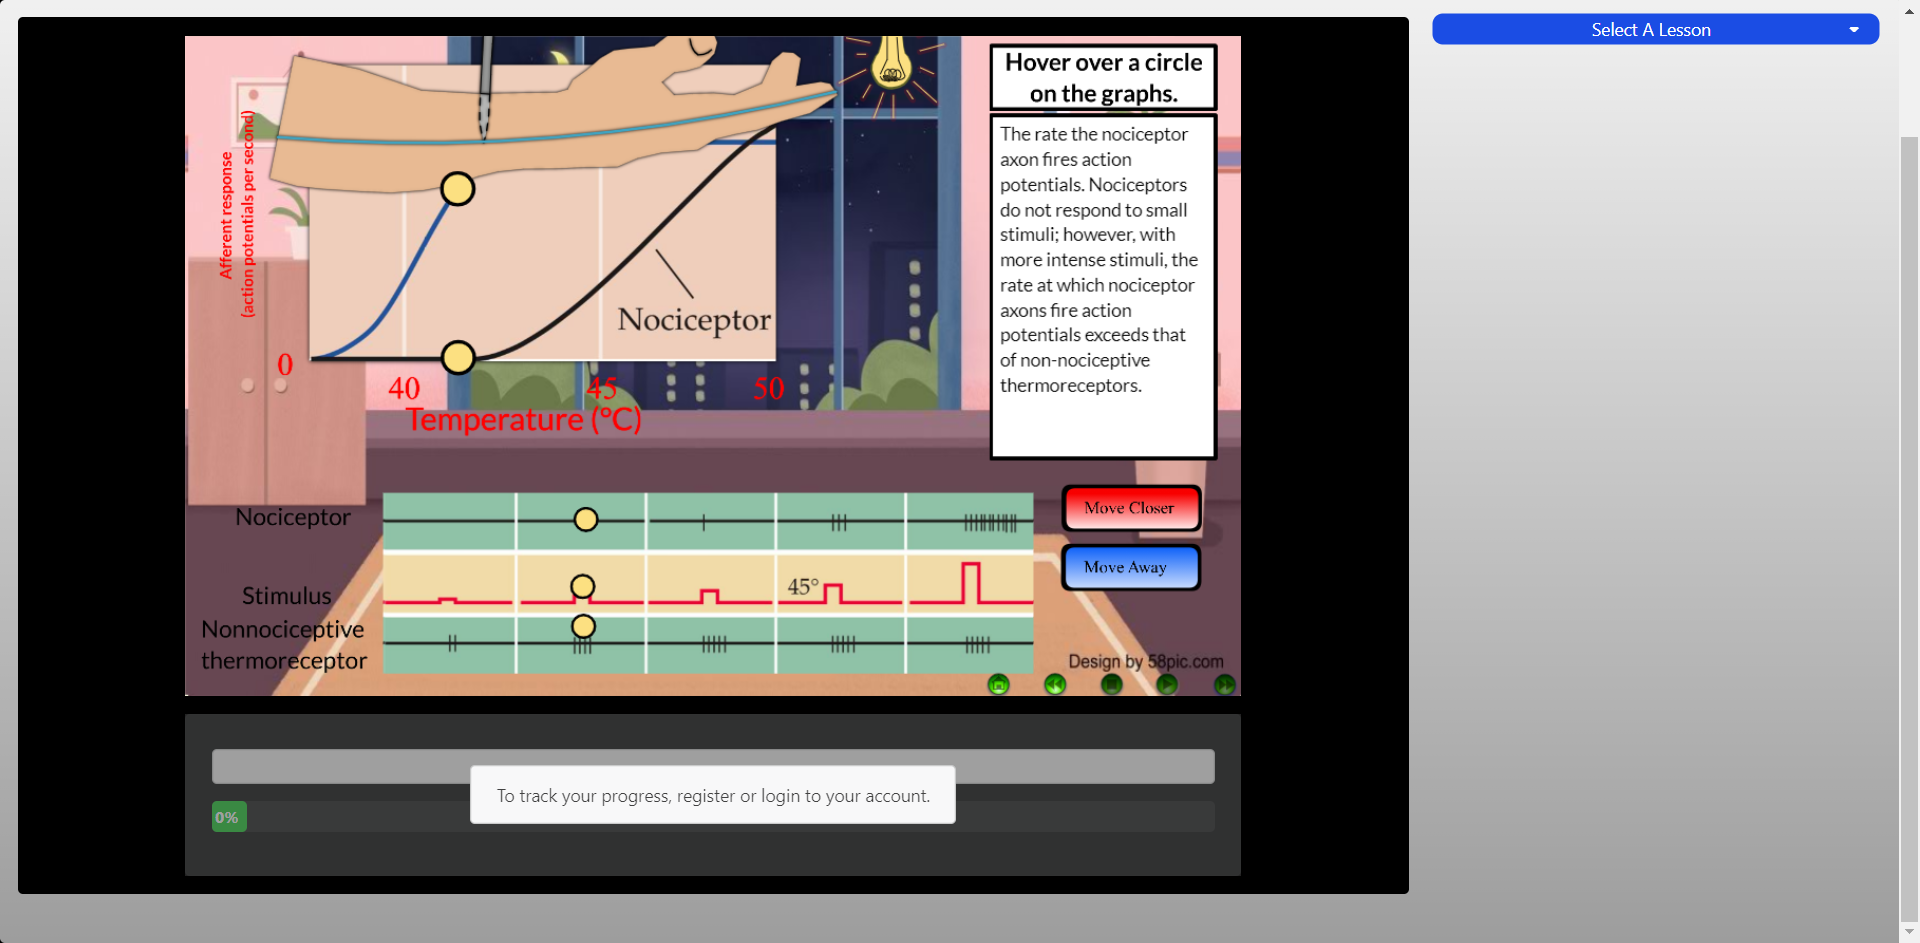 Select A Lesson
Hover over a circle
on the graphs.
The rate the nociceptor
axon fires action
potentials. Nociceptors
do not respond to small
stimuli; however, with
more intense stimuli, the
rate at which nociceptor
axons fire action
potentials exceeds that
of non-nociceptive
thermoreceptors.
Afferent response
(action potentials per second)
Nociceptor
0
40
45
50
Temperature (°C)
Nociceptor
Stimulus
45°
Nonnociceptive
thermoreceptor
Move Closer
Move Away
Design by 58pic.com
To track your progress, register or login to your account.
0%